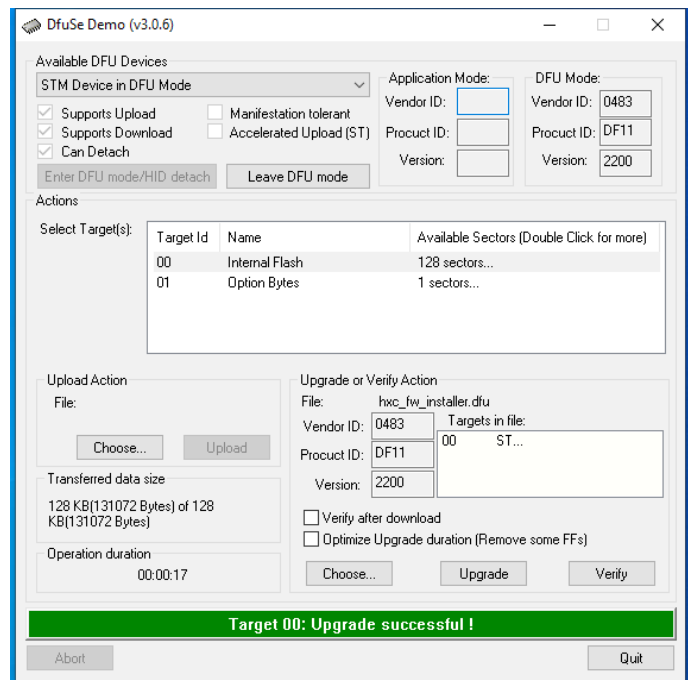 DfuSe Demo (v3.0.6)
Available DFU Devices
STM Device in DFU Mode
Supports Upload
Manifestation tolerant
Supports Download
Accelerated Upload (ST)
Can Detach
Enter DFU mode/HID detach
Leave DFU mode
Application Mode:
Vendor ID:
Procuct ID:
Version:
DFU Mode:
Vendor ID: 0483
Procuct ID: DF11
Version: 2200
Actions
Select Target(s):
Target Id Name Available Sectors (Double Click for more)
00 Internal Flash 128 sectors...
01 Option Bytes 1 sectors...
Upload Action
File:
Choose... Upload
Transferred data size
128 KB(131072 Bytes) of 128
KB(131072 Bytes)
Operation duration
00:00:17
Upgrade or Verify Action
File: hxc_fw_installer.dfu
Vendor ID: 0483
Procuct ID: DF11
Version: 2200
Targets in file:
00 ST...
Verify after download
Optimize Upgrade duration (Remove some FFs)
Choose... Upgrade Verify
Target 00: Upgrade successful !
Abort Quit